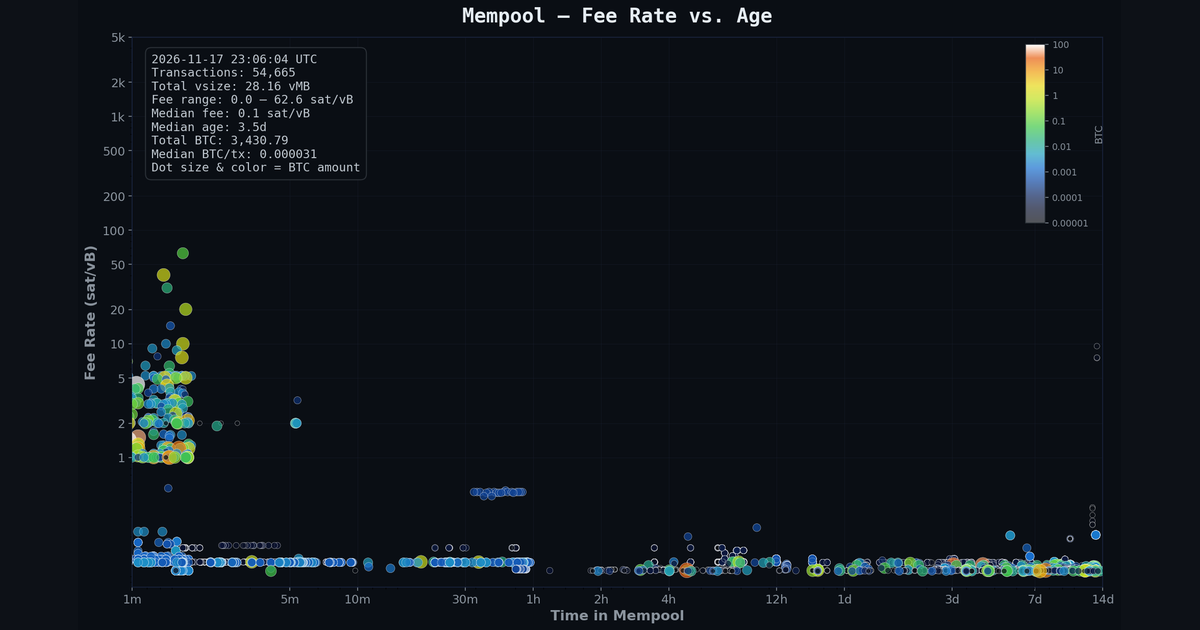 Mempool — Fee Rate vs. Age
2026-11-17 23:06:04 UTC
Transactions: 54,665
Total vsize: 28.16 vMB
Fee range: 0.0 – 62.6 sat/vB
Median fee: 0.1 sat/vB
Median age: 3.5d
Total BTC: 3,430.79
Median BTC/tx: 0.000031
Dot size & color = BTC amount
5k
2k
1k
500
200
100
50
20
10
5
2
1
Fee Rate (sat/vB)
100
10
1
0.1
0.01
0.001
0.0001
0.00001
BTC
1m 5m 10m 30m 1h 2h 4h 12h 1d 3d 7d 14d
Time in Mempool